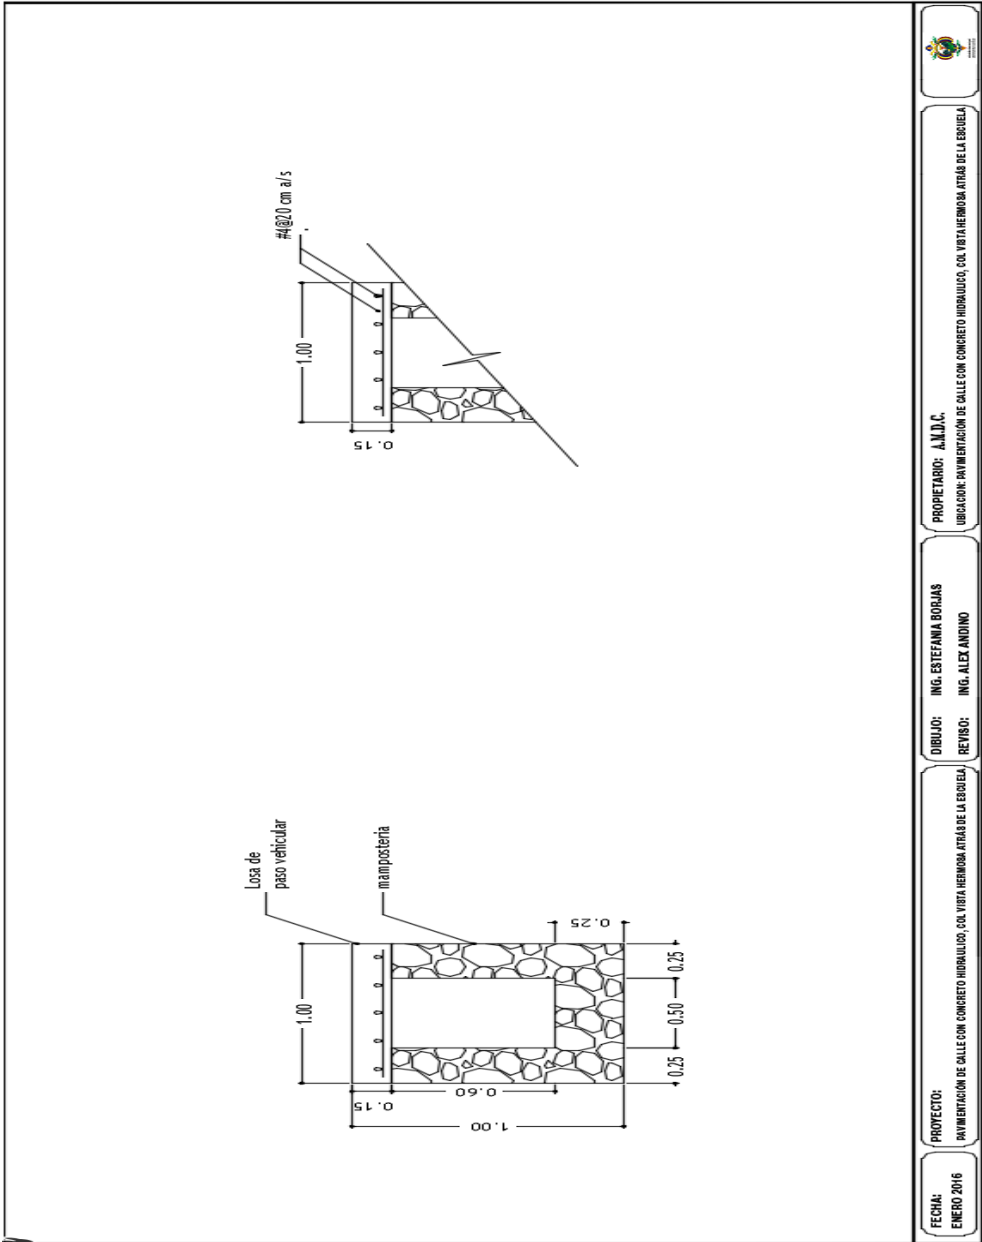 Losa de
paso vehicular
mampostería
1.00
0.15
0.60
1.00
0.25
0.25
0.50
0.25
#4@20 cm a/s
1.00
0.15
FECHA:
ENERO 2016
PROYECTO:
PAVIMENTACIÓN DE CALLE CON CONCRETO HIDRAULICO, COL VISTA HERMOSA ATRÁS DE LA ESCUELA
DIBUJO: ING. ESTEFANIA BORJAS
REVISO: ING. ALEX ANDINO
PROPIETARIO: A.M.D.C.
UBICACION: PAVIMENTACIÓN DE CALLE CON CONCRETO HIDRAULICO, COL VISTA HERMOSA ATRÁS DE LA ESCUELA